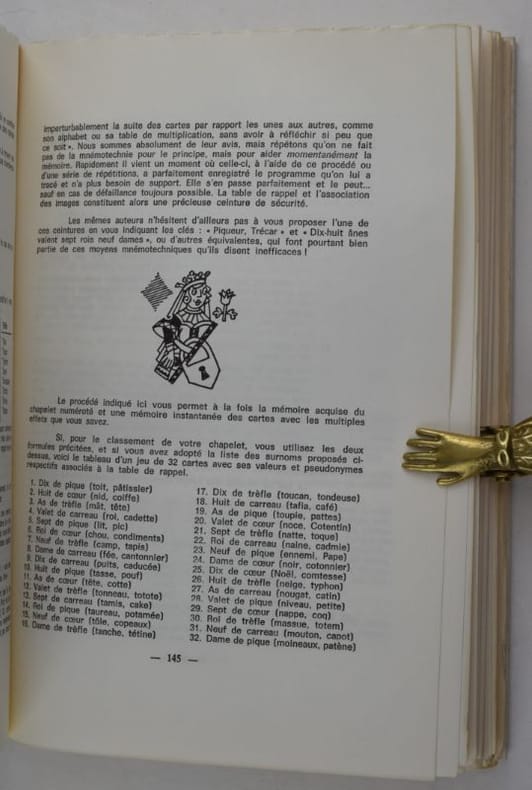 imperturbablement la suite des cartes par rapport les unes aux autres, comme
son alphabet ou sa table de multiplication, sans avoir à réfléchir si peu que
ce soit ». Nous sommes absolument de leur avis, mais répétons qu'on ne fait
pas de la mnémotechnie pour le principe, mais pour aider momentanément la
mémoire. Rapidement il vient un moment où celle-ci, à l'aide de ce procédé ou
d'une série de répétitions, a parfaitement enregistré le programme qu'on lui a
tracé et n'a plus besoin de support. Elle s'en passe parfaitement et le peut...
sauf en cas de défaillance toujours possible. La table de rappel et l'association
des images constituent alors une précieuse ceinture de sécurité.
Les mêmes auteurs n'hésitent d'ailleurs pas à vous proposer l'une de
ces ceintures en vous indiquant les clés : « Piqueur, Trécar » et « Dix-huit ânes
valent sept rois neuf dames », ou d'autres équivalentes, qui font pourtant bien
partie de ces moyens mnémotechniques qu'ils disent inefficaces !
Le procédé indiqué ici vous permet à la fois la mémoire acquise du
chapelet numéroté et une mémoire instantanée des cartes avec les multiples
effets que vous savez.
Si, pour le classement de votre chapelet, vous utilisez les deux
formules précitées, et si vous avez adopté la liste des surnoms proposés ci-
dessus, voici le tableau d'un jeu de 32 cartes avec ses valeurs et pseudonymes
respectifs associés à la table de rappel.
1. Dix de pique (toit, pâtissier)
2. Huit de cœur (nid, coiffe)
3. As de trèfle (mât, tête)
4. Valet de carreau (roi, cadette)
5. Sept de pique (lit, pic)
6. Roi de cœur (chou, condiments)
7. Neuf de trèfle (camp, tapis)
8. Dame de carreau (fée, cantonnier)
9. Dix de carreau (puits, caducée)
10. Huit de pique (tasse, pouf)
11. As de cœur (tête, cotte)
12. Valet de trèfle (tonneau, totote)
13. Sept de carreau (tamis, cake)
14. Roi de pique (taureau, potamée)
15. Neuf de cœur (tôle, copeaux)
16. Dame de trèfle (tanche, tétine)
17. Dix de trèfle (toucan, tondeuse)
18. Huit de carreau (tafia, café)
19. As de pique (toupie, pattes)
20. Valet de cœur (noce, Cotentin)
21. Sept de trèfle (natte, toque)
22. Roi de carreau (naine, cadmie)
23. Neuf de pique (ennemi, Pape)
24. Dame de cœur (noir, cotonnier)
25. Dix de cœur (Noël, comtesse)
26. Huit de trèfle (neige, typhon)
27. As de carreau (nougat, catin)
28. Valet de pique (niveau, petite)
29. Sept de cœur (nappe, coq)
30. Roi de trèfle (massue, totem)
31. Neuf de carreau (mouton, capot)
32. Dame de pique (moineaux, patène)
— 145 —